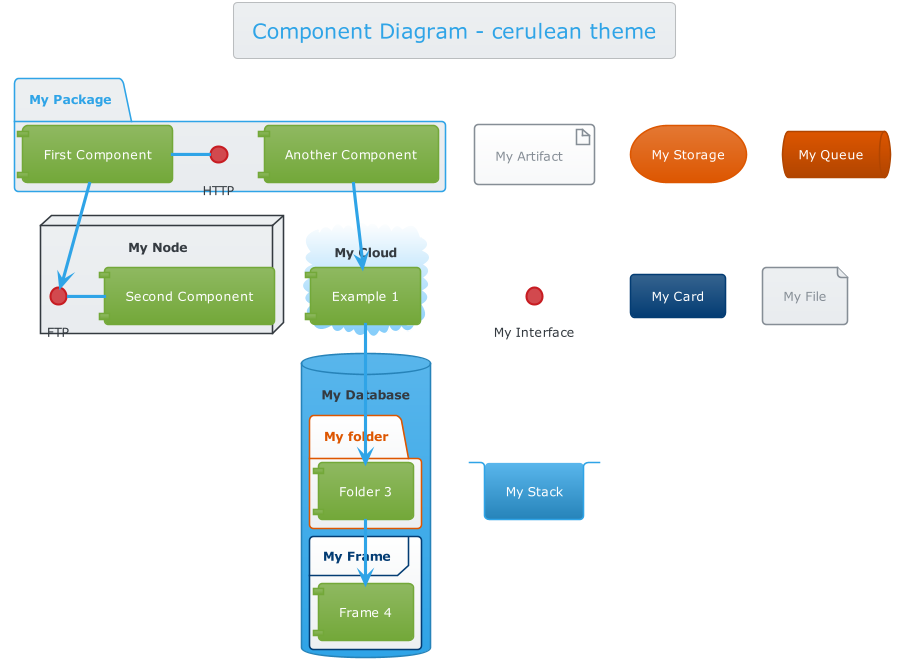 Component Diagram - cerulean theme
My Package
First Component
HTTP
Another Component
My Artifact
My Storage
My Queue
My Node
FTP
Second Component
My Cloud
Example 1
My Interface
My Card
My File
My Database
My folder
Folder 3
My Stack
My Frame
Frame 4